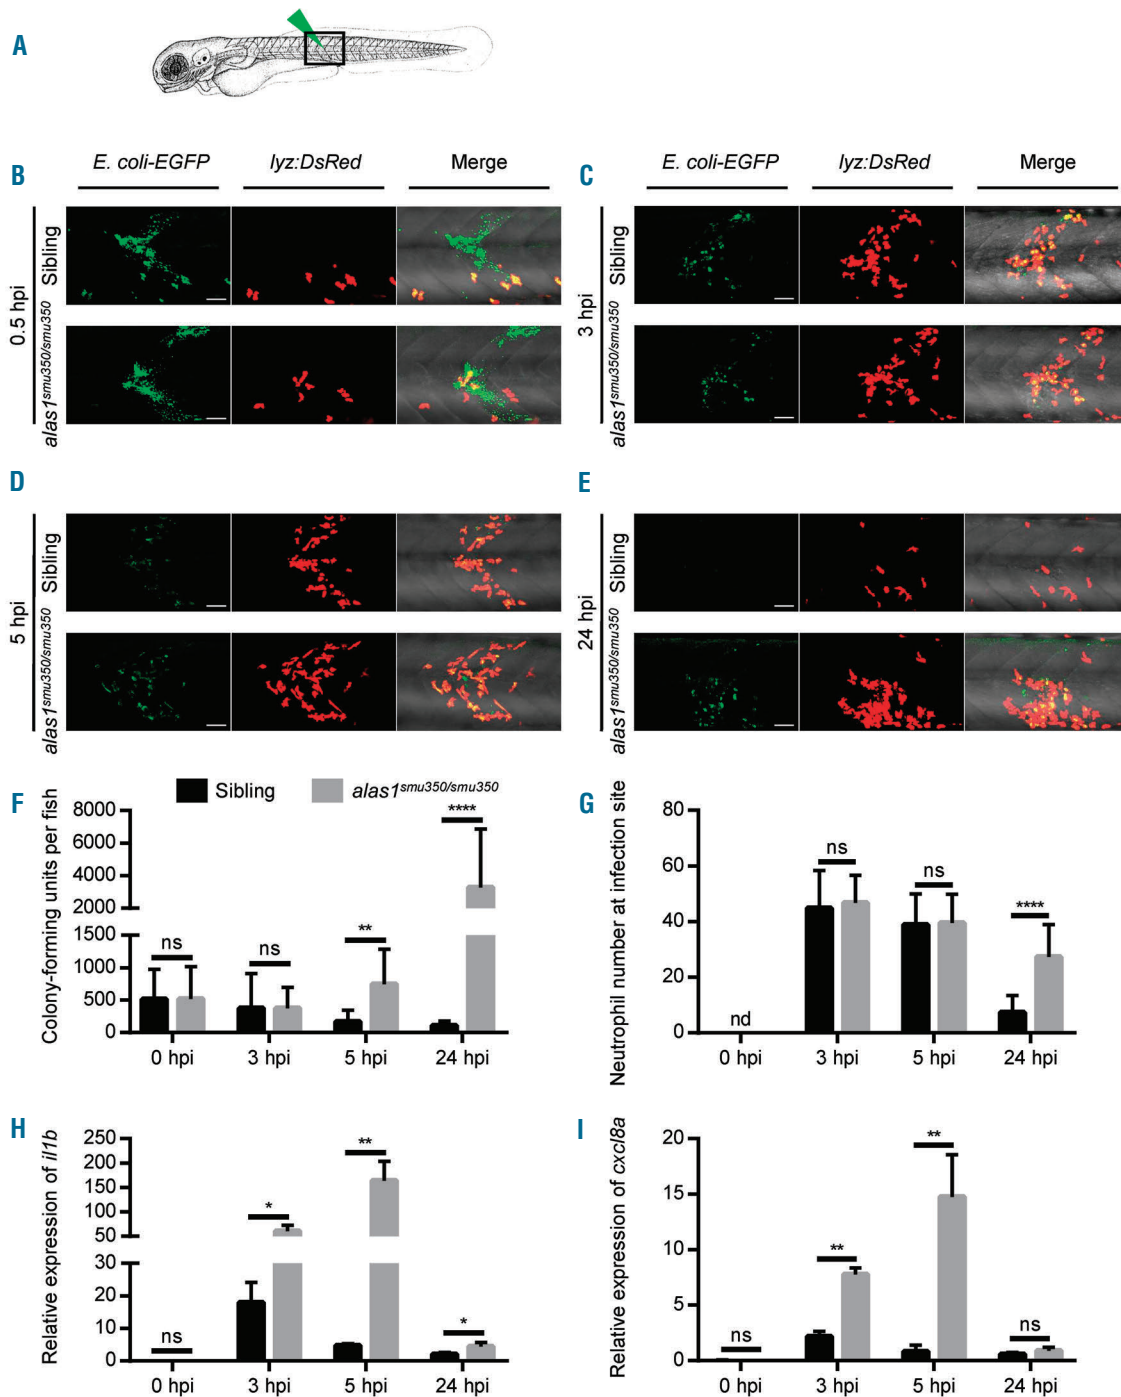 A
B
E. coli-EGFP lyz:DsRed Merge
0.5 hpi
Sibling
alas1smu350/smu350
C
E. coli-EGFP lyz:DsRed Merge
3 hpi
Sibling
alas1smu350/smu350
D
5 hpi
Sibling
alas1smu350/smu350
E
24 hpi
Sibling
alas1smu350/smu350
F
Sibling alas1smu350/smu350
Colony-forming units per fish
8000
6000
4000
2000
1500
1000
500
0
ns ns ** ****
0 hpi 3 hpi 5 hpi 24 hpi
G
Neutrophil number at infection site
80
60
40
20
0
nd ns ns ****
0 hpi 3 hpi 5 hpi 24 hpi
H
Relative expression of il1b
250
200
150
100
50
30
20
10
0
ns * ** *
0 hpi 3 hpi 5 hpi 24 hpi
I
Relative expression of cxcl8a
20
15
10
5
0
ns ** ** ns
0 hpi 3 hpi 5 hpi 24 hpi